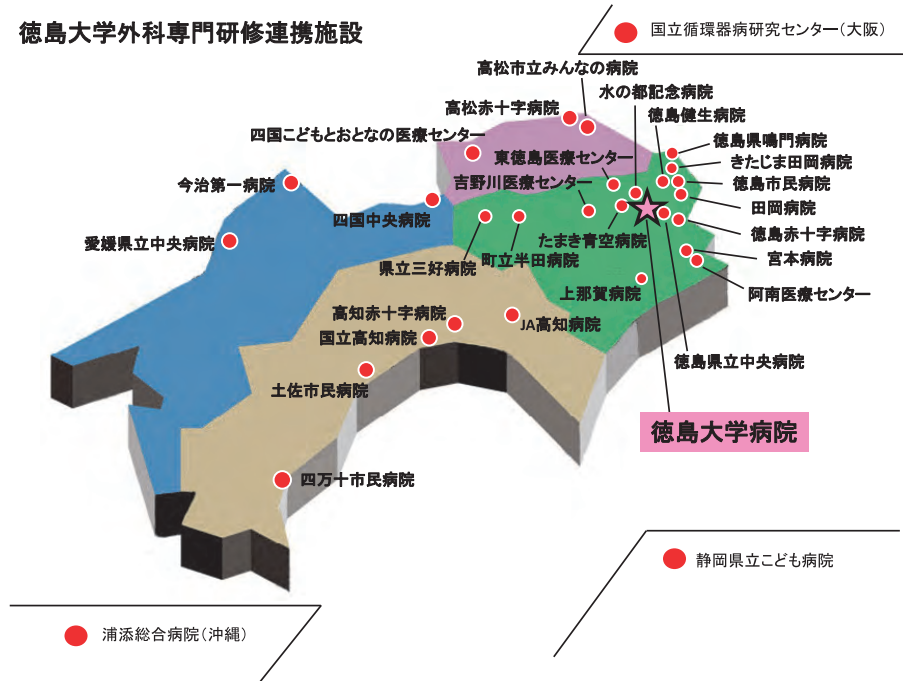 徳島大学外科専門研修連携施設
国立循環器病研究センター(大阪)
高松市立みんなの病院
水の都記念病院
高松赤十字病院
徳島健生病院
四国こどもとおとなの医療センター
徳島県鳴門病院
東徳島医療センター
きたじま田岡病院
今治第一病院
吉野川医療センター
徳島市民病院
田岡病院
四国中央病院
徳島赤十字病院
愛媛県立中央病院
たまき青空病院
宮本病院
県立三好病院
町立半田病院
上那賀病院
阿南医療センター
高知赤十字病院
JA高知病院
国立高知病院
徳島県立中央病院
土佐市民病院
徳島大学病院
四万十市民病院
静岡県立こども病院
浦添総合病院(沖縄)